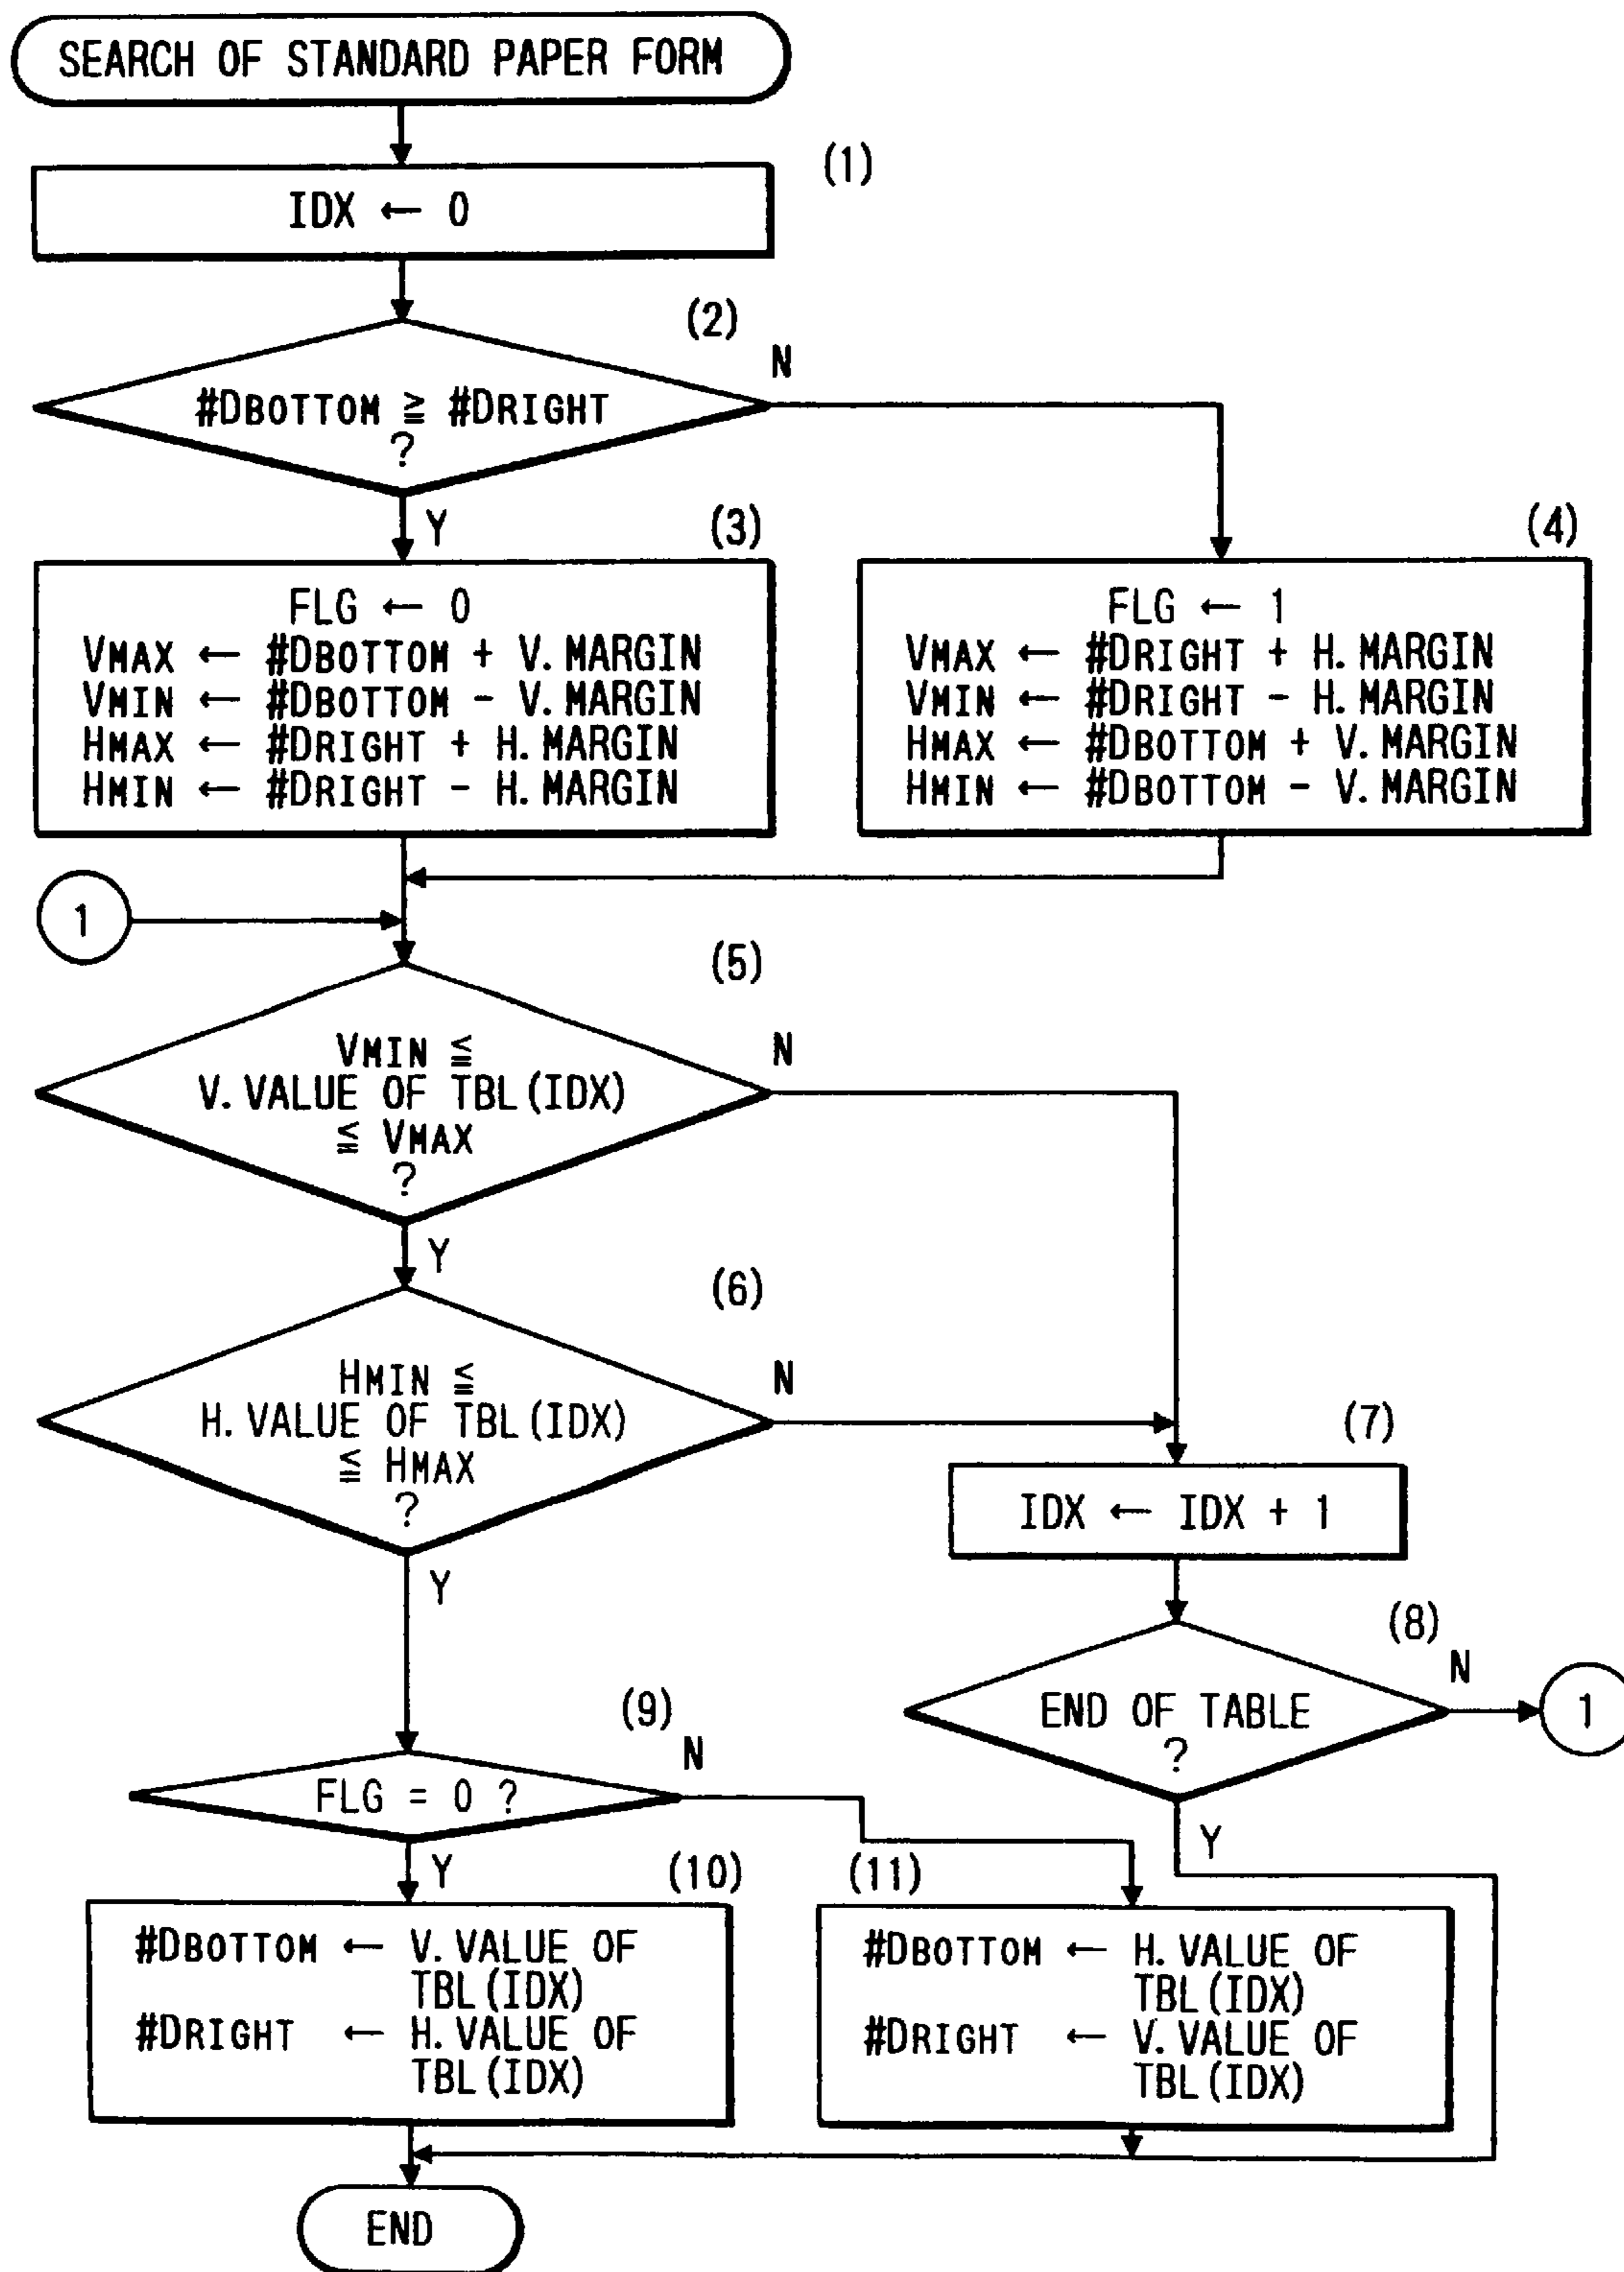 SEARCH OF STANDARD PAPER FORM
(1)
IDX ← 0
(2)
N
#DBOTTOM ≧ #DRIGHT
?
Y
(3)
FLG ← 0
VMAX ← #DBOTTOM + V. MARGIN
VMIN ← #DBOTTOM - V. MARGIN
HMAX ← #DRIGHT + H. MARGIN
HMIN ← #DRIGHT - H. MARGIN
(4)
FLG ← 1
VMAX ← #DRIGHT + H. MARGIN
VMIN ← #DRIGHT - H. MARGIN
HMAX ← #DBOTTOM + V. MARGIN
HMIN ← #DBOTTOM - V. MARGIN
1
(5)
N
VMIN ≦
V. VALUE OF TBL(IDX)
≦ VMAX
?
Y
(6)
N
HMIN ≦
H. VALUE OF TBL(IDX)
≦ HMAX
?
Y
(7)
IDX ← IDX + 1
(8)
N
END OF TABLE
?
1
Y
(9)
N
FLG = 0 ?
Y
(10)
#DBOTTOM ← V. VALUE OF
TBL(IDX)
#DRIGHT ← H. VALUE OF
TBL(IDX)
(11)
#DBOTTOM ← H. VALUE OF
TBL(IDX)
#DRIGHT ← V. VALUE OF
TBL(IDX)
END